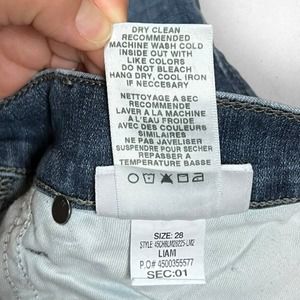 DRY CLEAN
RECOMMENDED
MACHINE WASH COLD
INSIDE OUT WITH
LIKE COLORS
DO NOT BLEACH
HANG DRY, COOL IRON
IF NECCESARY
NETTOYAGE A SEC
RECOMMENDE
LAVER A LA MACHINE
A L'EAU FROIDE
AVEC DES COULEURS
SIMILAIRES
NE PAS JAVELISER
SUSPENDRE POUR SECHER
REPASSER A
TEMPERATURE BASSE
SIZE: 28
LIAM
P.O# 4500355577
SEC:01